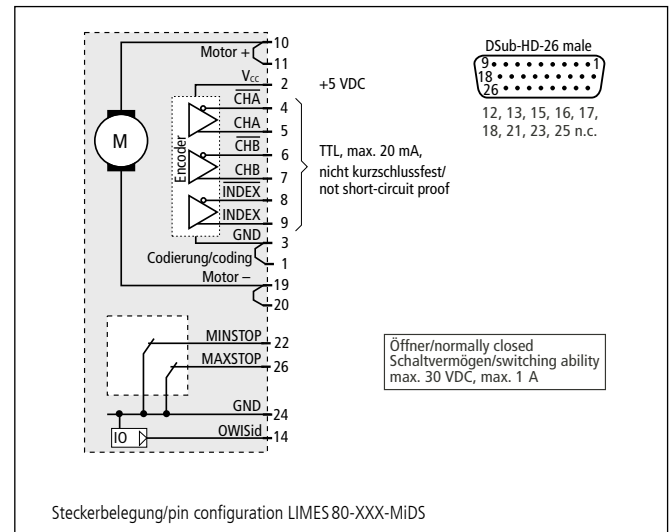 Motor +
10
11
V_CC
2
+5 VDC
CHA
4
CHA
5
CHB
6
CHB
7
INDEX
8
INDEX
9
GND
3
Codierung/coding
1
Motor –
19
20
M
Encoder
TTL, max. 20 mA,
nicht kurzschlussfest/
not short-circuit proof
DSub-HD-26 male
9 1
18
26
12, 13, 15, 16, 17,
18, 21, 23, 25 n.c.
MINSTOP
22
MAXSTOP
26
GND
24
IO
OWISid
14
Öffner/normally closed
Schaltvermögen/switching ability
max. 30 VDC, max. 1 A
Steckerbelegung/pin configuration LIMES 80-XXX-MiDS